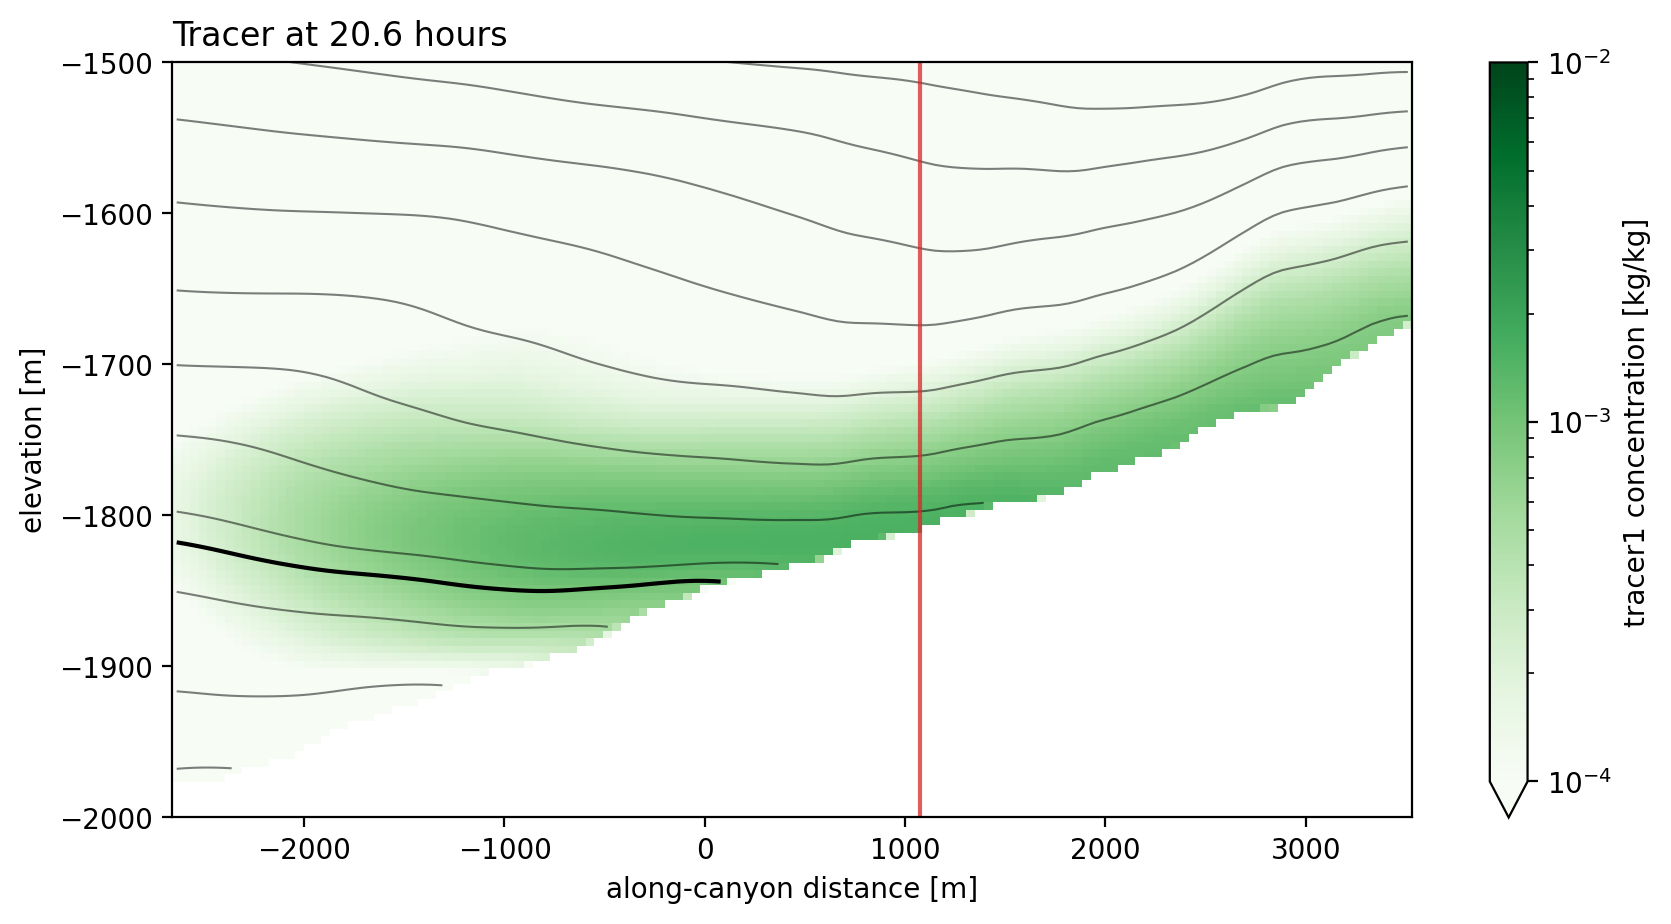 Tracer at 20.6 hours
−1500
−1600
−1700
−1800
−1900
−2000
elevation [m]
−2000 −1000 0 1000 2000 3000
along-canyon distance [m]
10⁻²
10⁻³
10⁻⁴
tracer1 concentration [kg/kg]